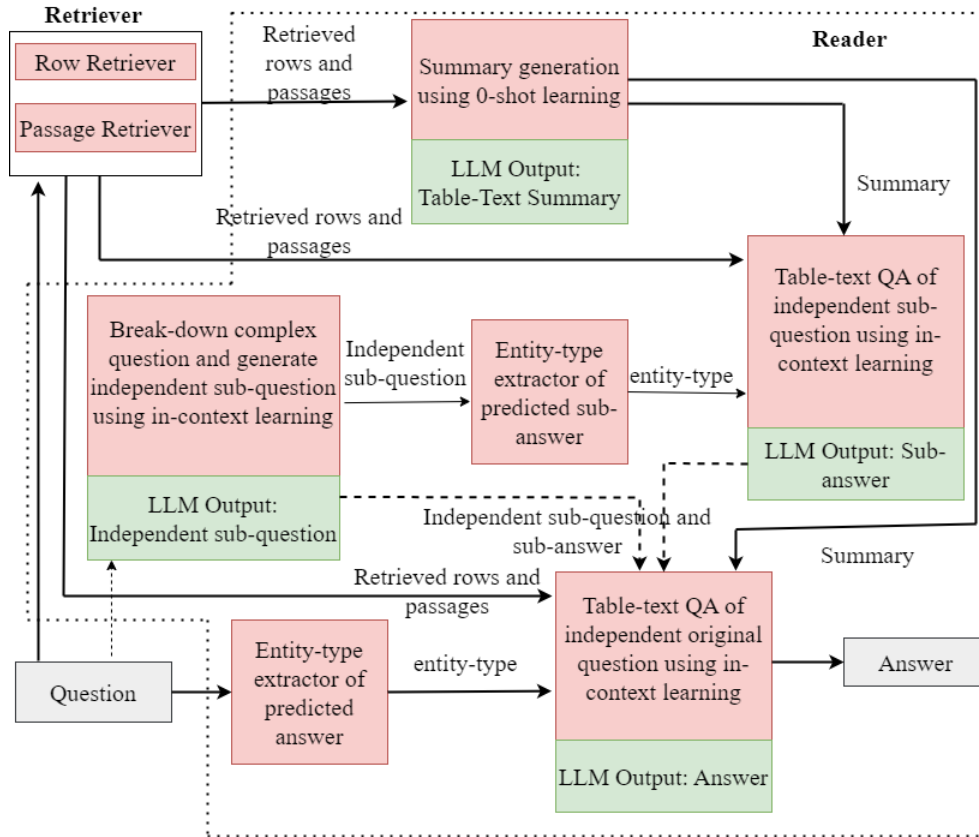 Retriever
Row Retriever
Passage Retriever
Retrieved
rows and
passages
Reader
Summary generation
using 0-shot learning
LLM Output:
Table-Text Summary
Summary
Retrieved rows and
passages
Table-text QA of
independent sub-
question using in-
context learning
LLM Output: Sub-
answer
Break-down complex
question and generate
independent sub-question
using in-context learning
LLM Output:
Independent sub-question
Independent
sub-question
Entity-type
extractor of
predicted sub-
answer
entity-type
Independent sub-question and
sub-answer
Summary
Retrieved rows and
passages
Table-text QA of
independent original
question using in-
context learning
LLM Output: Answer
Question
Entity-type
extractor of
predicted
answer
entity-type
Answer